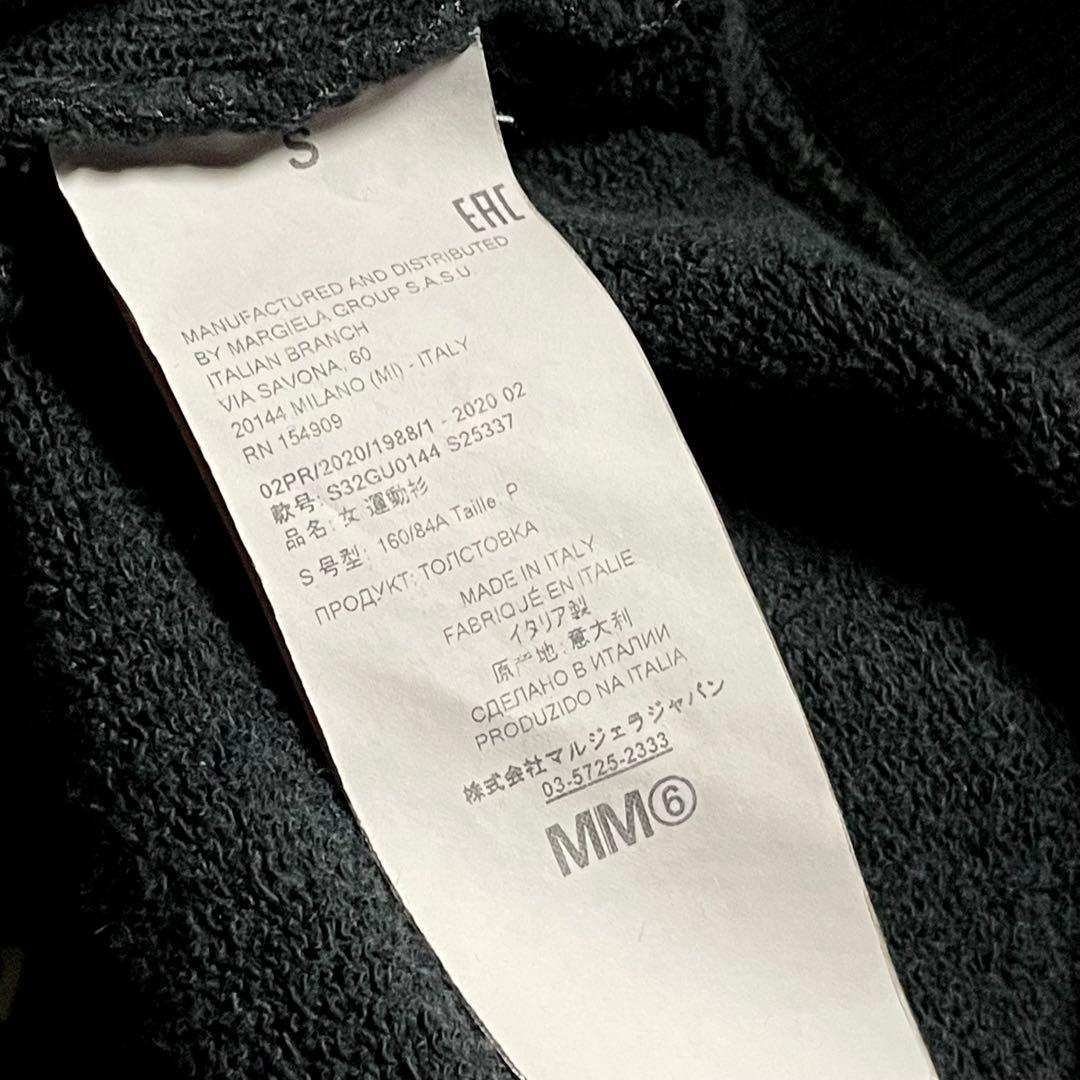 S
EAC
MANUFACTURED AND DISTRIBUTED
BY MARGIELA GROUP S.A.S.U
ITALIAN BRANCH
VIA SAVONA, 60
20144 MILANO (MI) - ITALY
RN 154909
02PR/2020/1988/1 - 2020 02
款号: S32GU0144 S25337
品名: 女 運動衫
S 号型: 160/84A Taille. P
ПРОДУКТ: ТОЛСТОВКА
MADE IN ITALY
FABRIQUÉ EN ITALIE
イタリア製
原产地: 意大利
СДЕЛАНО В ИТАЛИИ
PRODUZIDO NA ITALIA
株式会社マルジェラジャパン
03-5725-2333
MM⑥